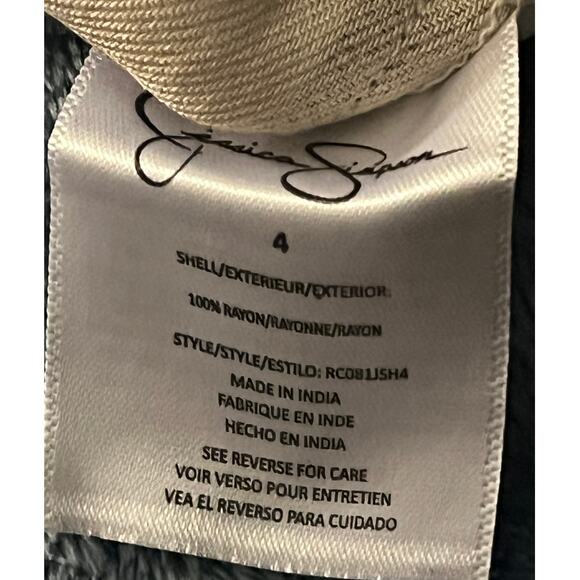 Jessica Simpson
4
SHELL/EXTERIEUR/EXTERIOR:
100% RAYON/RAYONNE/RAYON
STYLE/STYLE/ESTILO: RC081JSH4
MADE IN INDIA
FABRIQUE EN INDE
HECHO EN INDIA
SEE REVERSE FOR CARE
VOIR VERSO POUR ENTRETIEN
VEA EL REVERSO PARA CUIDADO